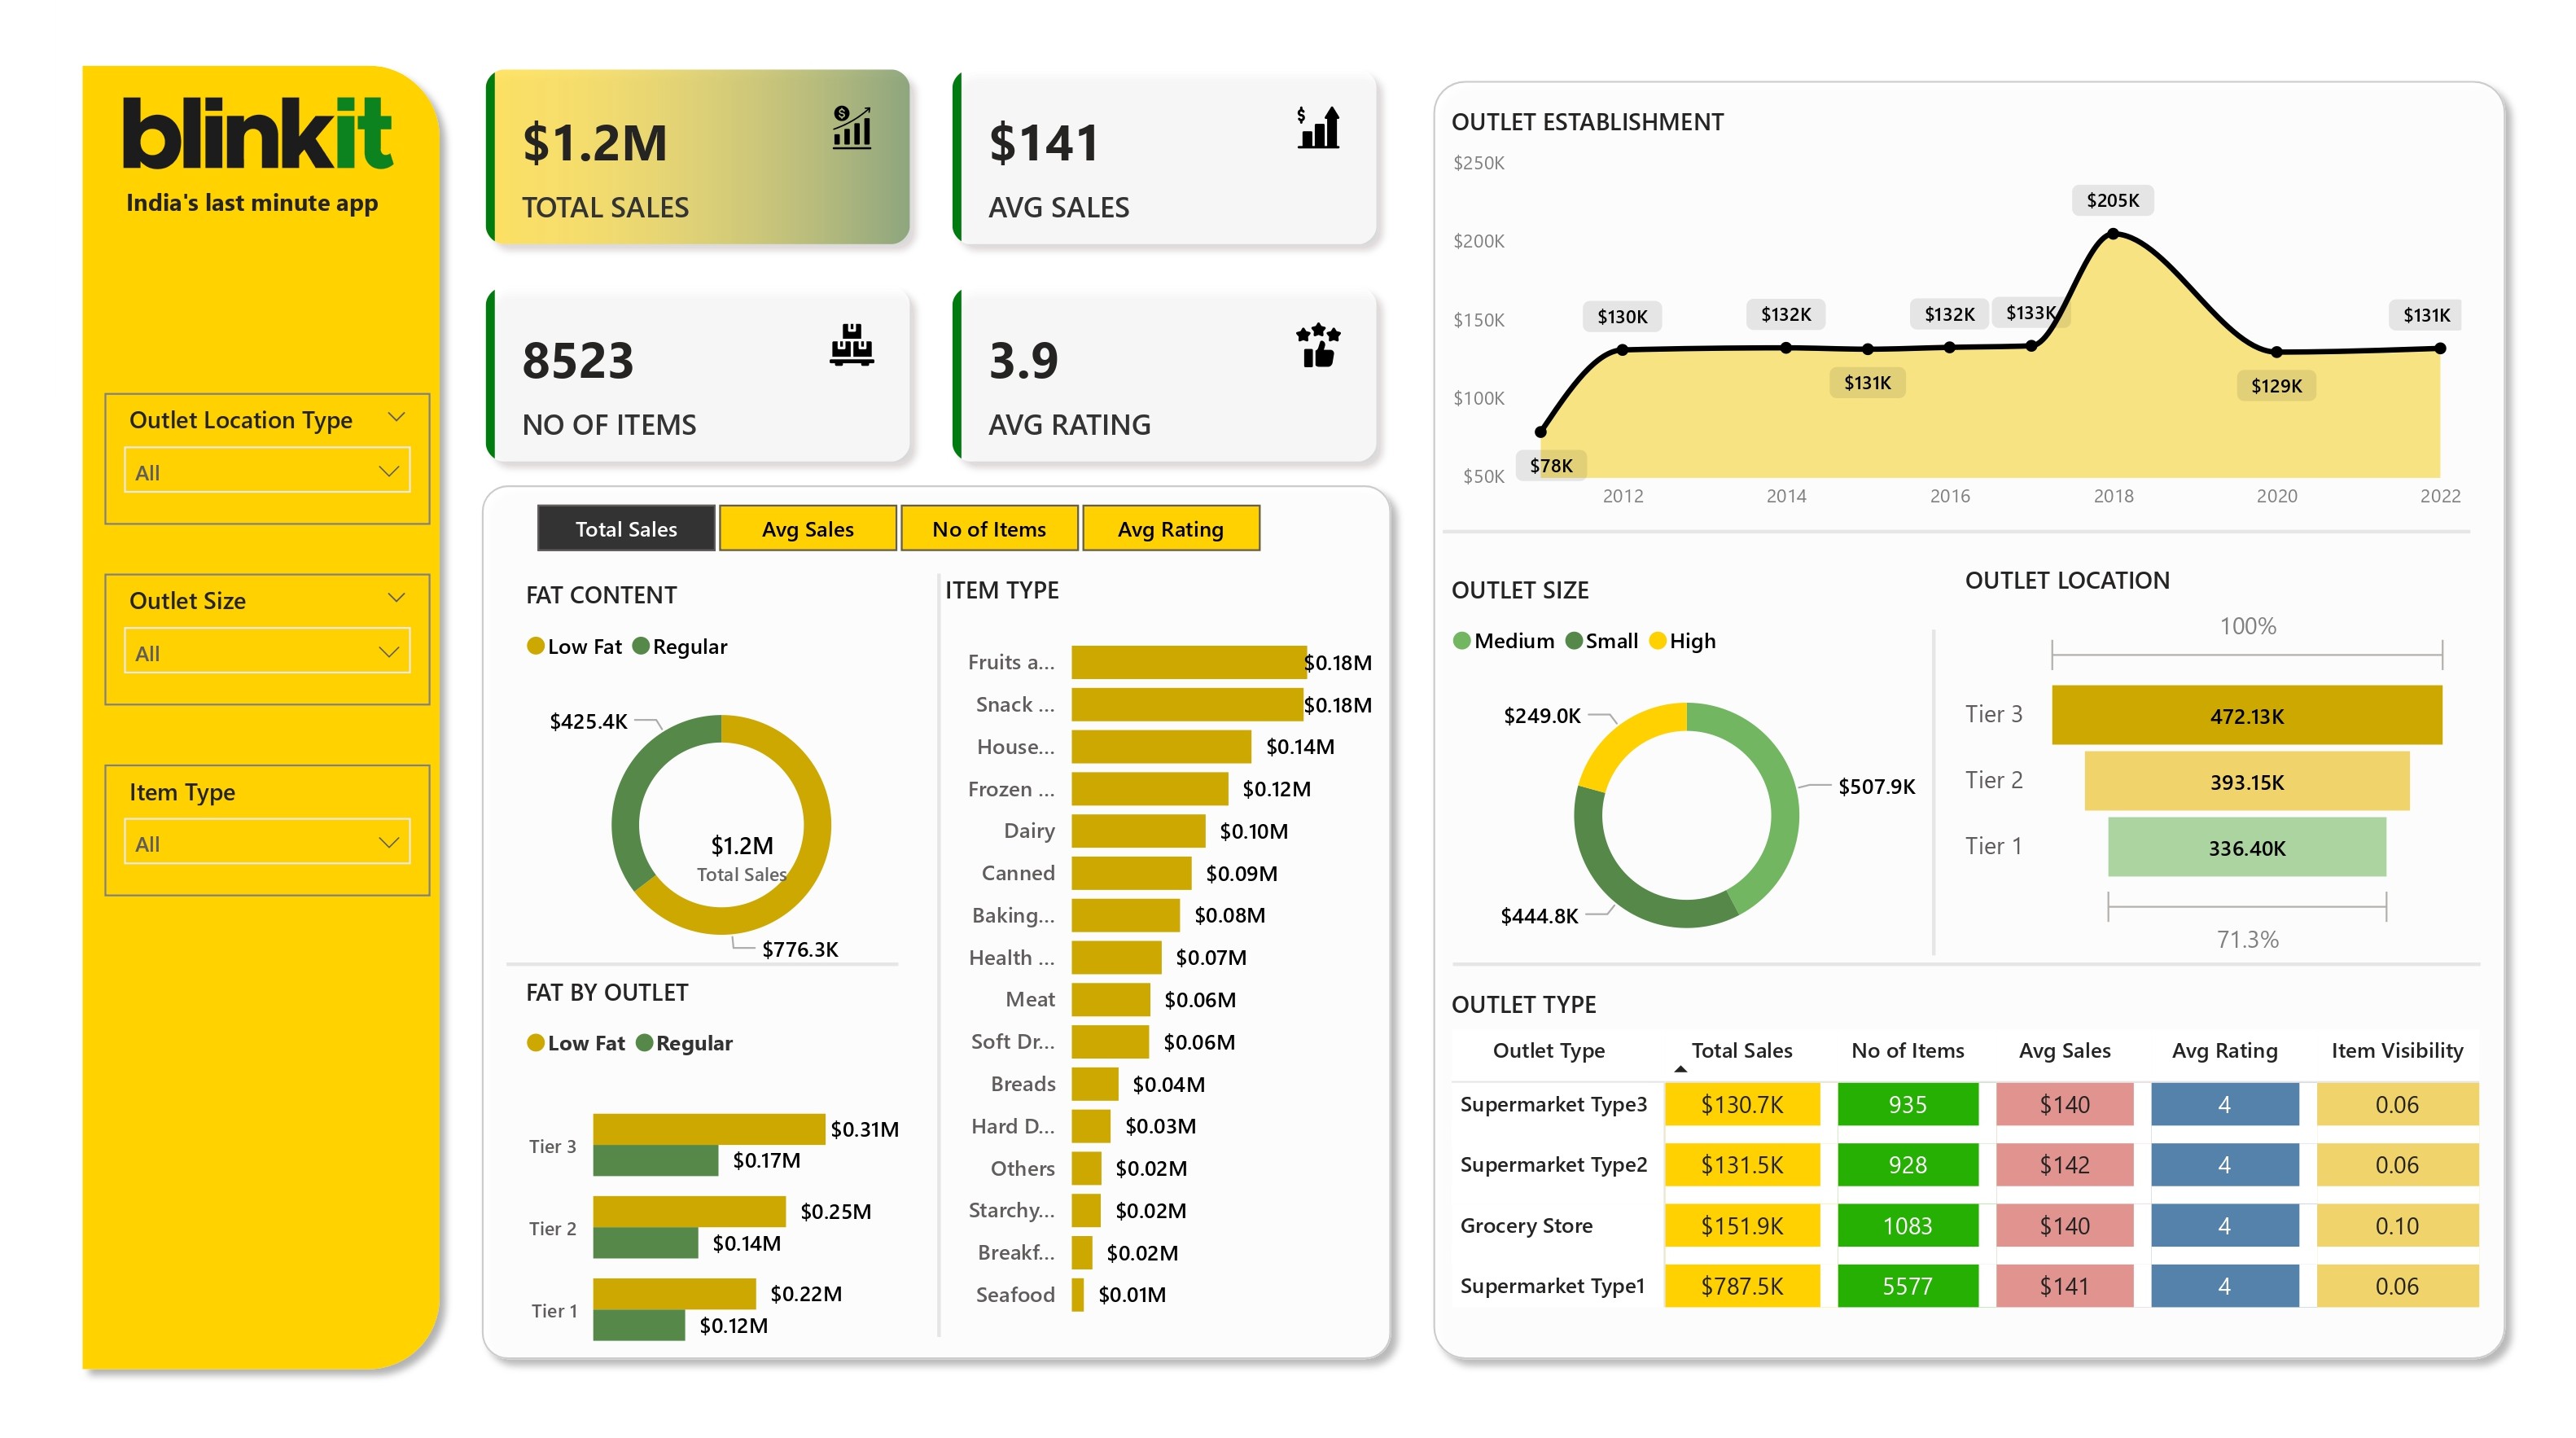 blinkit
India's last minute app
Outlet Location Type
All
Outlet Size
All
Item Type
All
$1.2M
TOTAL SALES
$141
AVG SALES
8523
NO OF ITEMS
3.9
AVG RATING
Total Sales
Avg Sales
No of Items
Avg Rating
FAT CONTENT
Low Fat Regular
$425.4K
$1.2M
Total Sales
$776.3K
FAT BY OUTLET
Low Fat Regular
Tier 3
$0.31M
$0.17M
Tier 2
$0.25M
$0.14M
Tier 1
$0.22M
$0.12M
ITEM TYPE
Fruits a... $0.18M
Snack ... $0.18M
House... $0.14M
Frozen ... $0.12M
Dairy $0.10M
Canned $0.09M
Baking... $0.08M
Health ... $0.07M
Meat $0.06M
Soft Dr... $0.06M
Breads $0.04M
Hard D... $0.03M
Others $0.02M
Starchy... $0.02M
Breakf... $0.02M
Seafood $0.01M
OUTLET ESTABLISHMENT
$250K
$200K
$150K
$100K
$50K
$78K
$130K
$132K
$131K
$132K
$133K
$205K
$129K
$131K
2012 2014 2016 2018 2020 2022
OUTLET SIZE
Medium Small High
$249.0K
$507.9K
$444.8K
OUTLET LOCATION
100%
Tier 3 472.13K
Tier 2 393.15K
Tier 1 336.40K
71.3%
OUTLET TYPE
Outlet Type Total Sales No of Items Avg Sales Avg Rating Item Visibility
Supermarket Type3 $130.7K 935 $140 4 0.06
Supermarket Type2 $131.5K 928 $142 4 0.06
Grocery Store $151.9K 1083 $140 4 0.10
Supermarket Type1 $787.5K 5577 $141 4 0.06